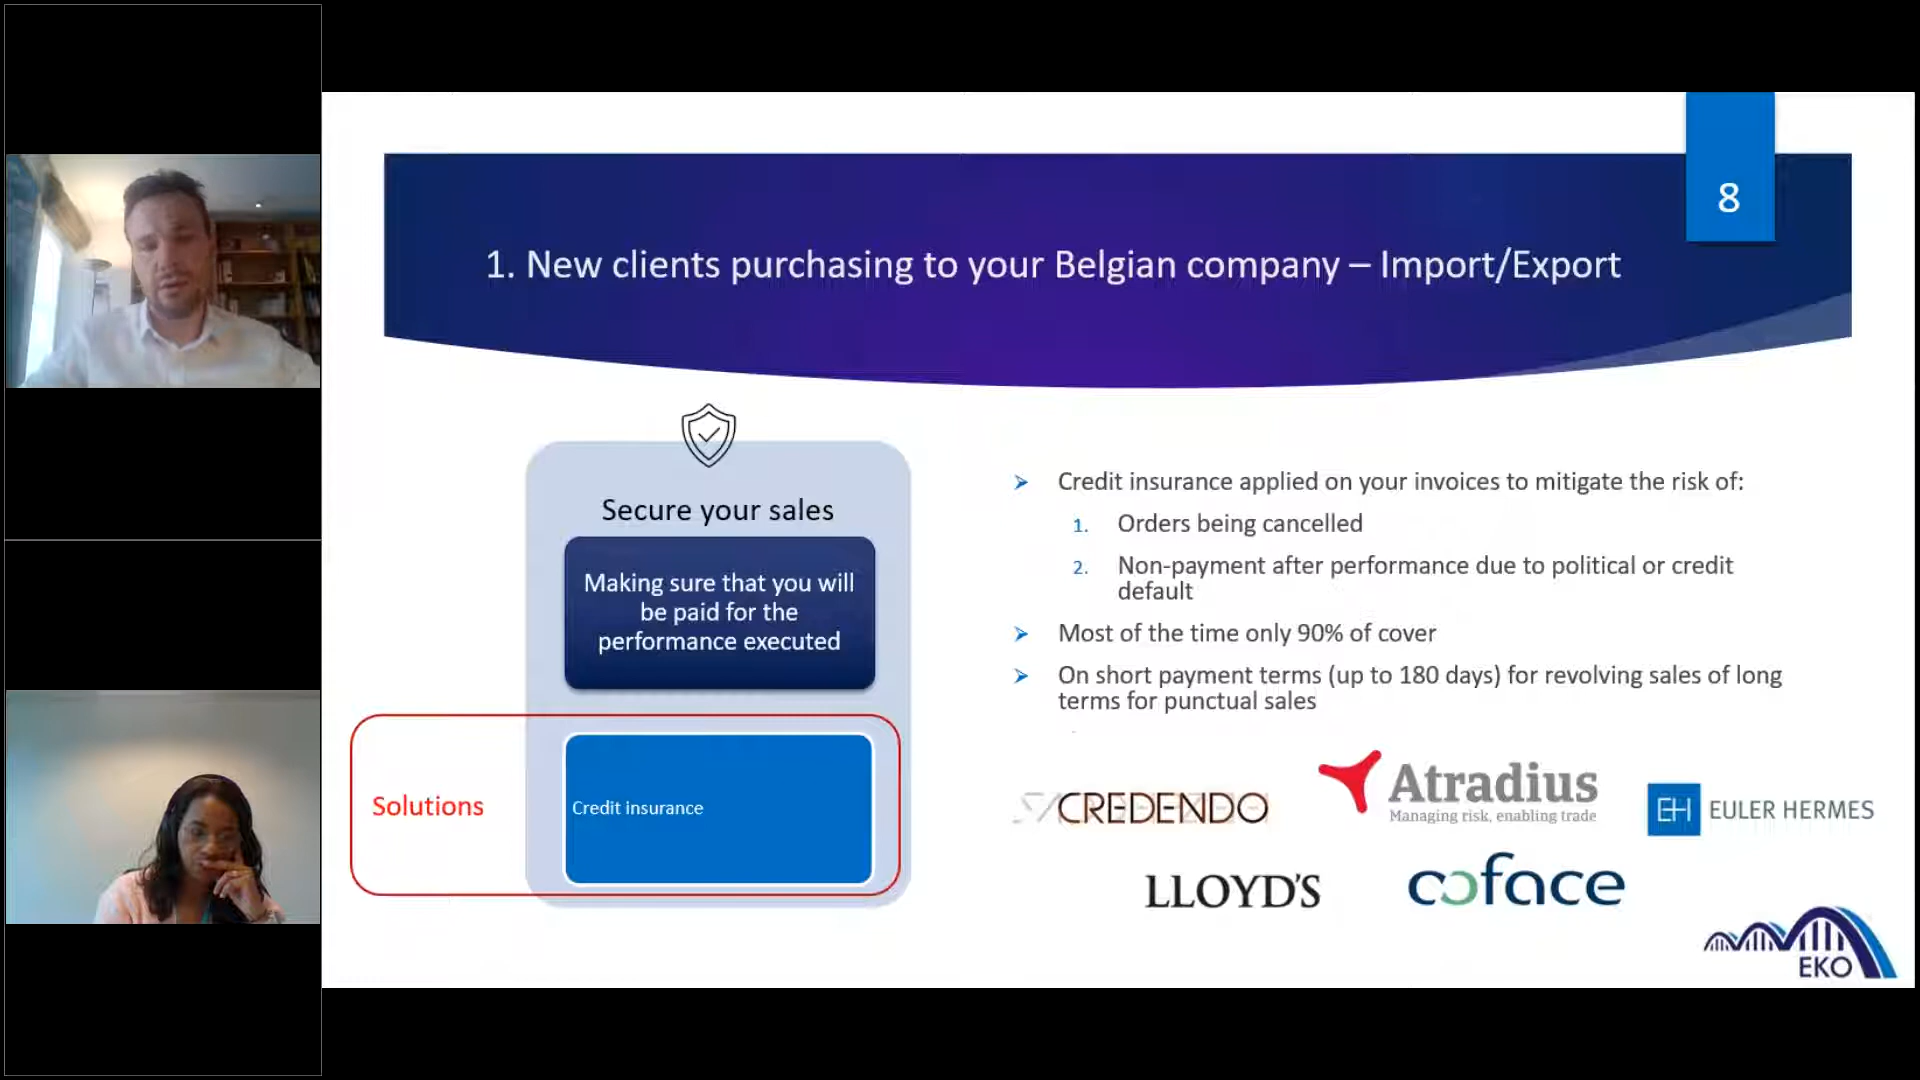 8
1. New clients purchasing to your Belgian company – Import/Export
Secure your sales
Making sure that you will
be paid for the
performance executed
Solutions
Credit insurance
Credit insurance applied on your invoices to mitigate the risk of:
1. Orders being cancelled
2. Non-payment after performance due to political or credit
default
Most of the time only 90% of cover
On short payment terms (up to 180 days) for revolving sales of long
terms for punctual sales
CREDENDO
Atradius
Managing risk, enabling trade
EH EULER HERMES
LLOYD'S
coface
EKO